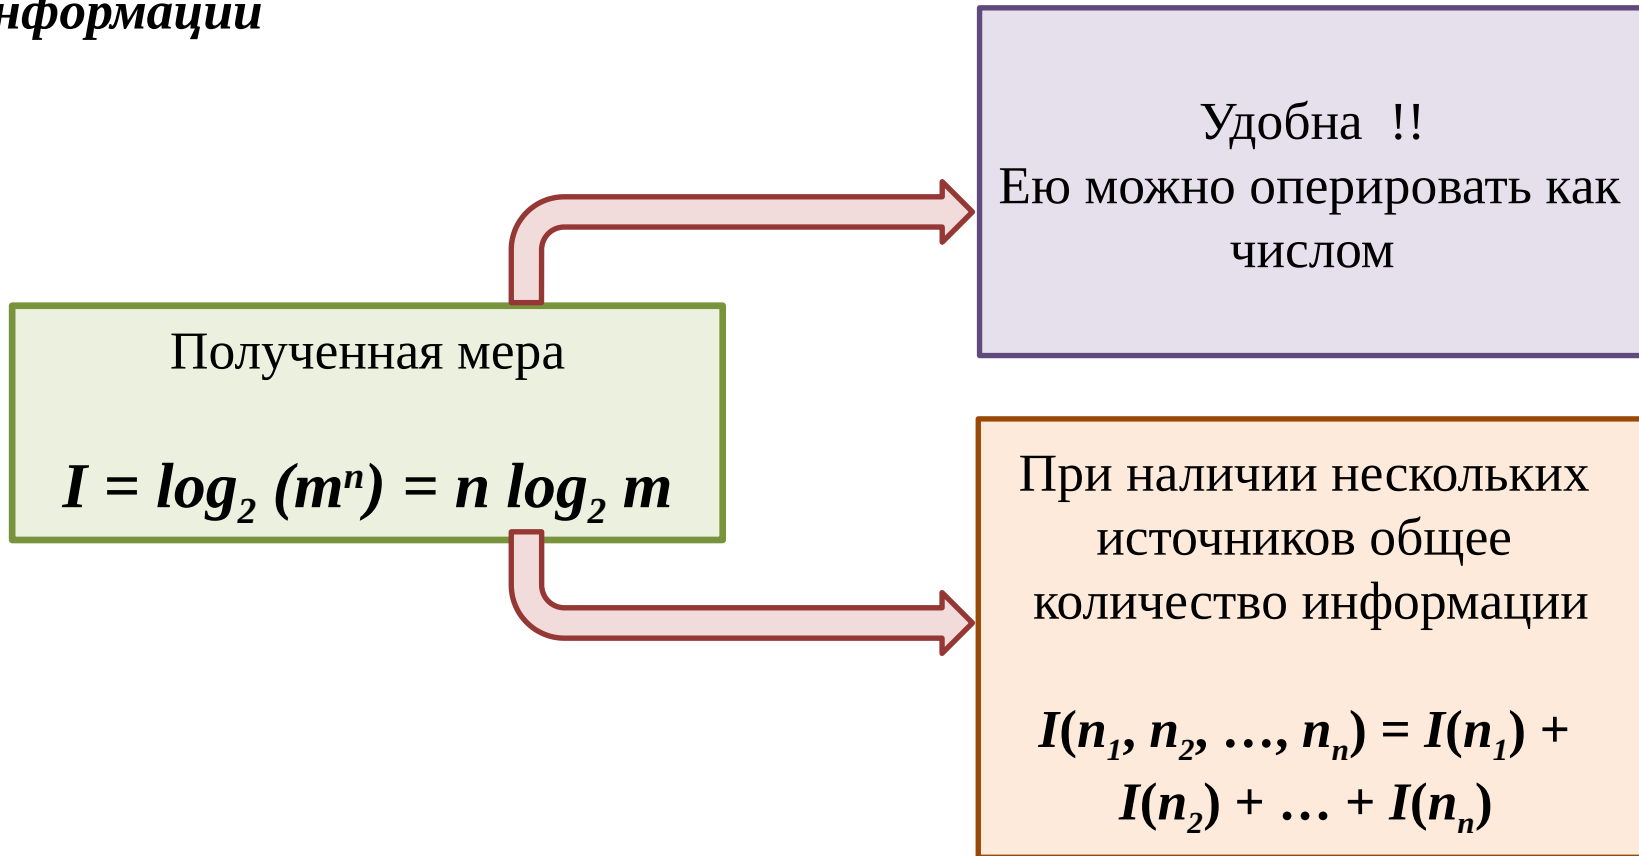 нформации
Удобна !!
Ею можно оперировать как
числом
Полученная мера
I = log₂ (mⁿ) = n log₂ m
При наличии нескольких
источников общее
количество информации
I(n₁, n₂, …, nₙ) = I(n₁) +
I(n₂) + … + I(nₙ)